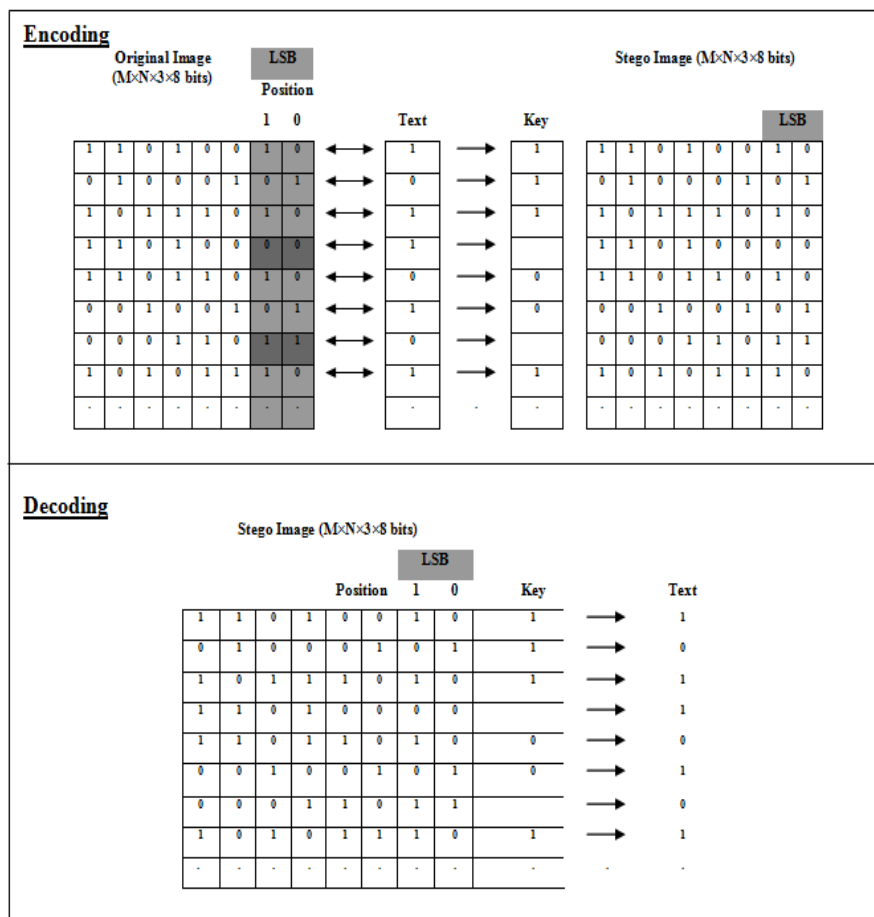 Encoding
Original Image LSB Stego Image (M×N×3×8 bits)
(M×N×3×8 bits)
Position
1 0 Text Key LSB
1 1 0 1 0 0 1 0 1 1 1 1 0 1 0 0 1 0
0 1 0 0 0 1 0 1 0 1 0 1 0 0 0 1 0 1
1 0 1 1 1 0 1 0 1 1 1 0 1 1 1 0 1 0
1 1 0 1 0 0 0 0 1 1 1 0 1 0 0 0 0
1 1 0 1 1 0 1 0 0 0 1 1 0 1 1 0 1 0
0 0 1 0 0 1 0 1 1 0 0 0 1 0 0 1 0 1
0 0 0 1 1 0 1 1 0 0 0 0 1 1 0 1 1
1 0 1 0 1 1 1 0 1 1 1 0 1 0 1 1 1 0
. . . . . . . . . . . . . . . . . . .
Decoding
Stego Image (M×N×3×8 bits)
LSB
Position 1 0 Key Text
1 1 0 1 0 0 1 0 1 1
0 1 0 0 0 1 0 1 1 0
1 0 1 1 1 0 1 0 1 1
1 1 0 1 0 0 0 0 1
1 1 0 1 1 0 1 0 0 0
0 0 1 0 0 1 0 1 0 1
0 0 0 1 1 0 1 1 0
1 0 1 0 1 1 1 0 1 1
. . . . . . . . . . .